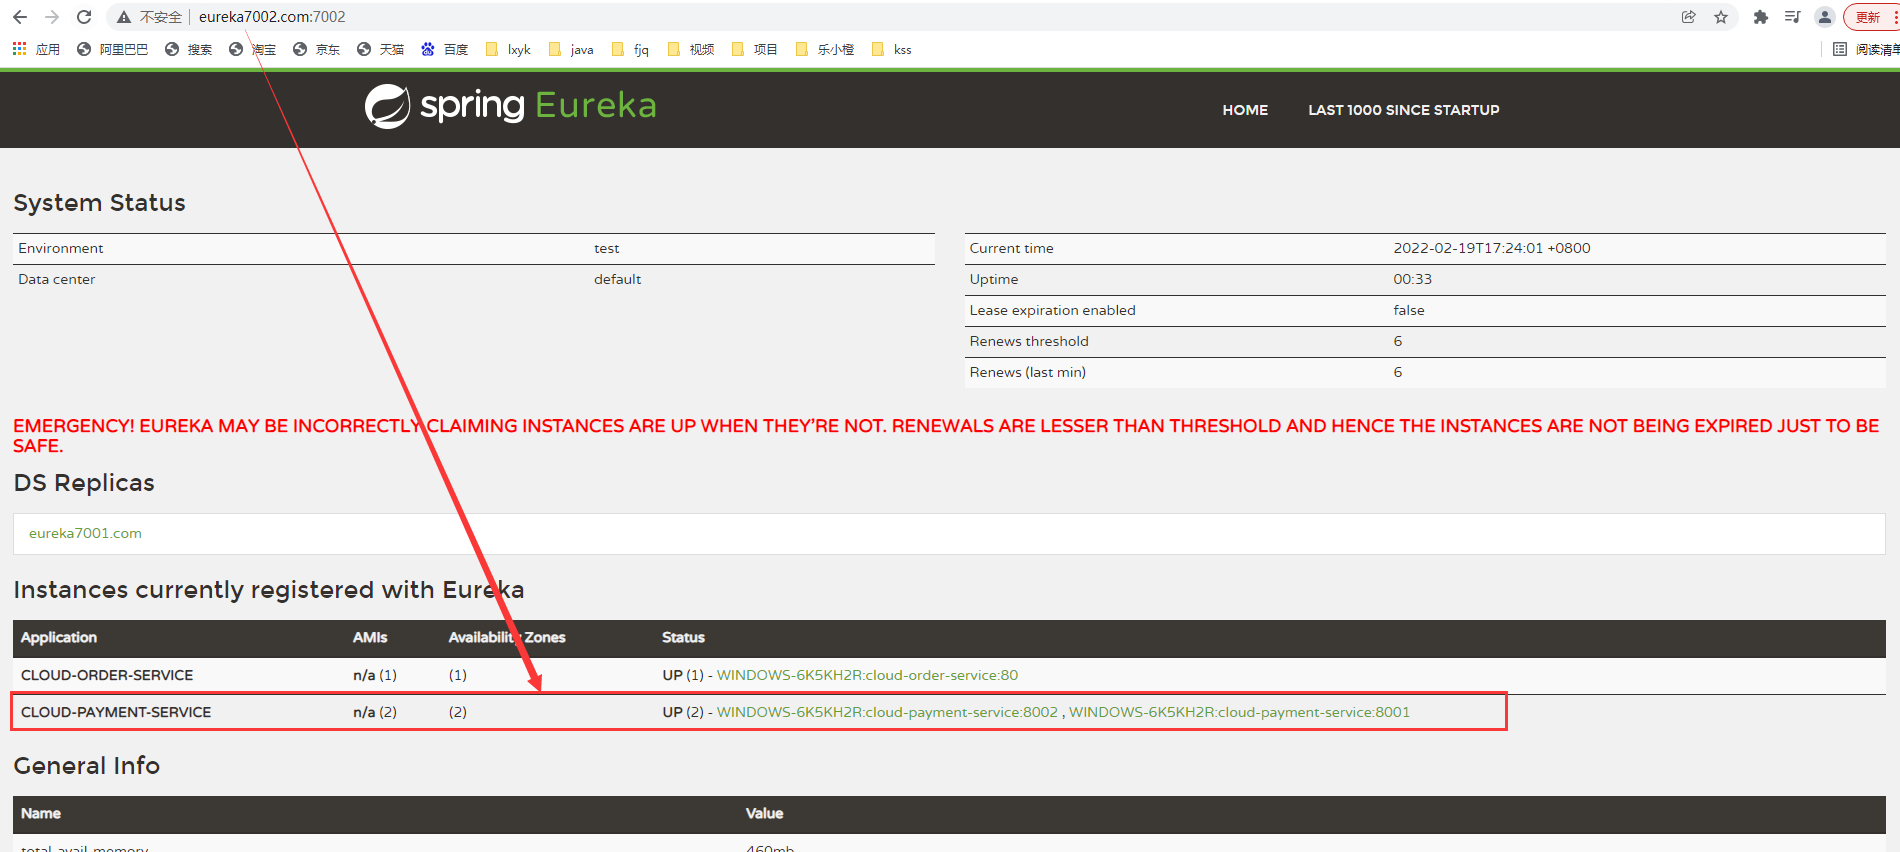 不安全 eureka7002.com:7002 更新
应用 阿里巴巴 搜索 淘宝 京东 天猫 百度 lxyk java fjq 视频 项目 乐小橙 kss 阅读清单
spring Eureka HOME LAST 1000 SINCE STARTUP
System Status
Environment test Current time 2022-02-19T17:24:01 +0800
Data center default Uptime 00:33
Lease expiration enabled false
Renews threshold 6
Renews (last min) 6
EMERGENCY! EUREKA MAY BE INCORRECTLY CLAIMING INSTANCES ARE UP WHEN THEY'RE NOT. RENEWALS ARE LESSER THAN THRESHOLD AND HENCE THE INSTANCES ARE NOT BEING EXPIRED JUST TO BE
SAFE.
DS Replicas
eureka7001.com
Instances currently registered with Eureka
Application AMIs Availability Zones Status
CLOUD-ORDER-SERVICE n/a (1) (1) UP (1) - WINDOWS-6K5KH2R:cloud-order-service:80
CLOUD-PAYMENT-SERVICE n/a (2) (2) UP (2) - WINDOWS-6K5KH2R:cloud-payment-service:8002 , WINDOWS-6K5KH2R:cloud-payment-service:8001
General Info
Name Value
total-avail-memory 460mb